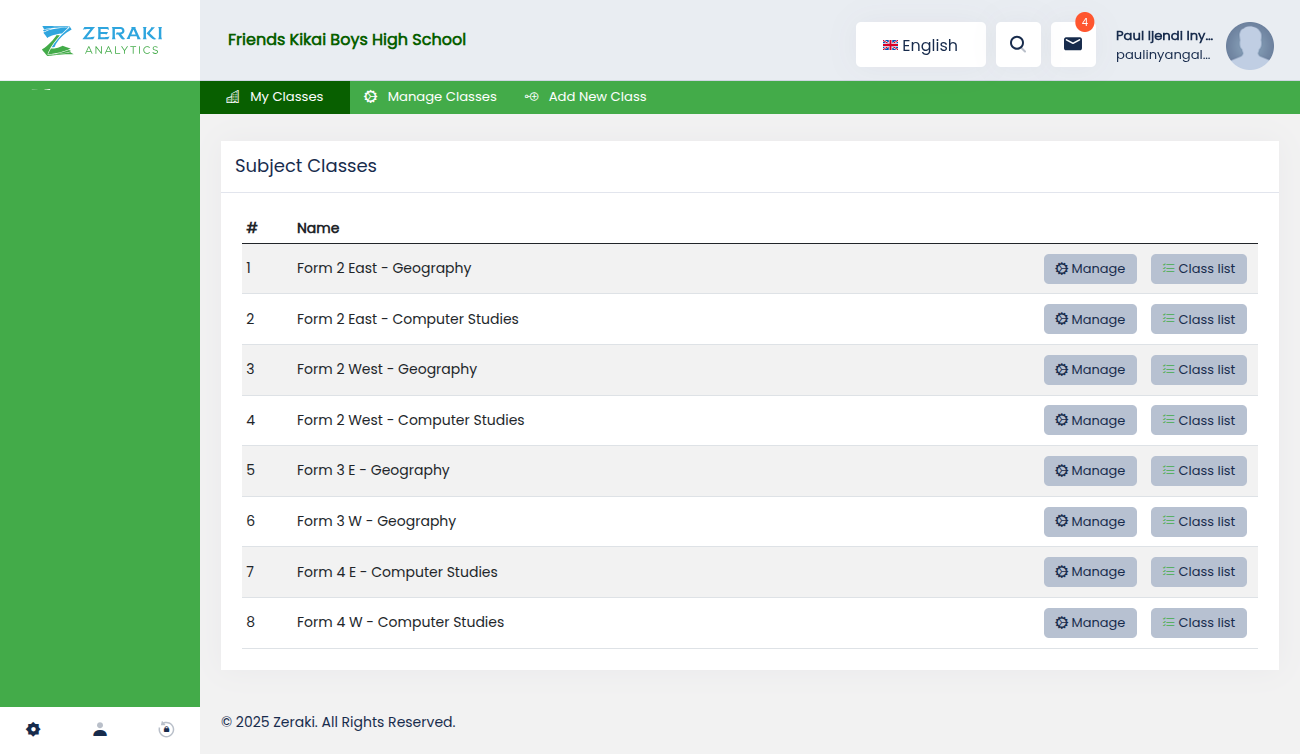 ZERAKI
ANALYTICS
Friends Kikai Boys High School
English
4
Paul Ijendi Iny...
paulinyangal...
My Classes
Manage Classes
Add New Class
Subject Classes
# Name
1 Form 2 East - Geography Manage Class list
2 Form 2 East - Computer Studies Manage Class list
3 Form 2 West - Geography Manage Class list
4 Form 2 West - Computer Studies Manage Class list
5 Form 3 E - Geography Manage Class list
6 Form 3 W - Geography Manage Class list
7 Form 4 E - Computer Studies Manage Class list
8 Form 4 W - Computer Studies Manage Class list
© 2025 Zeraki. All Rights Reserved.